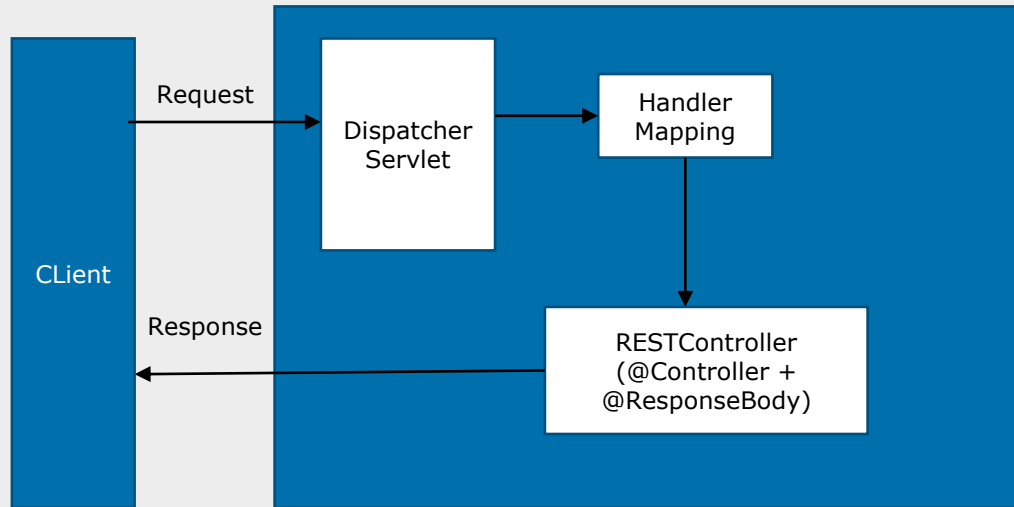 Request
Dispatcher
Servlet
Handler
Mapping
CLient
Response
RESTController
(@Controller +
@ResponseBody)